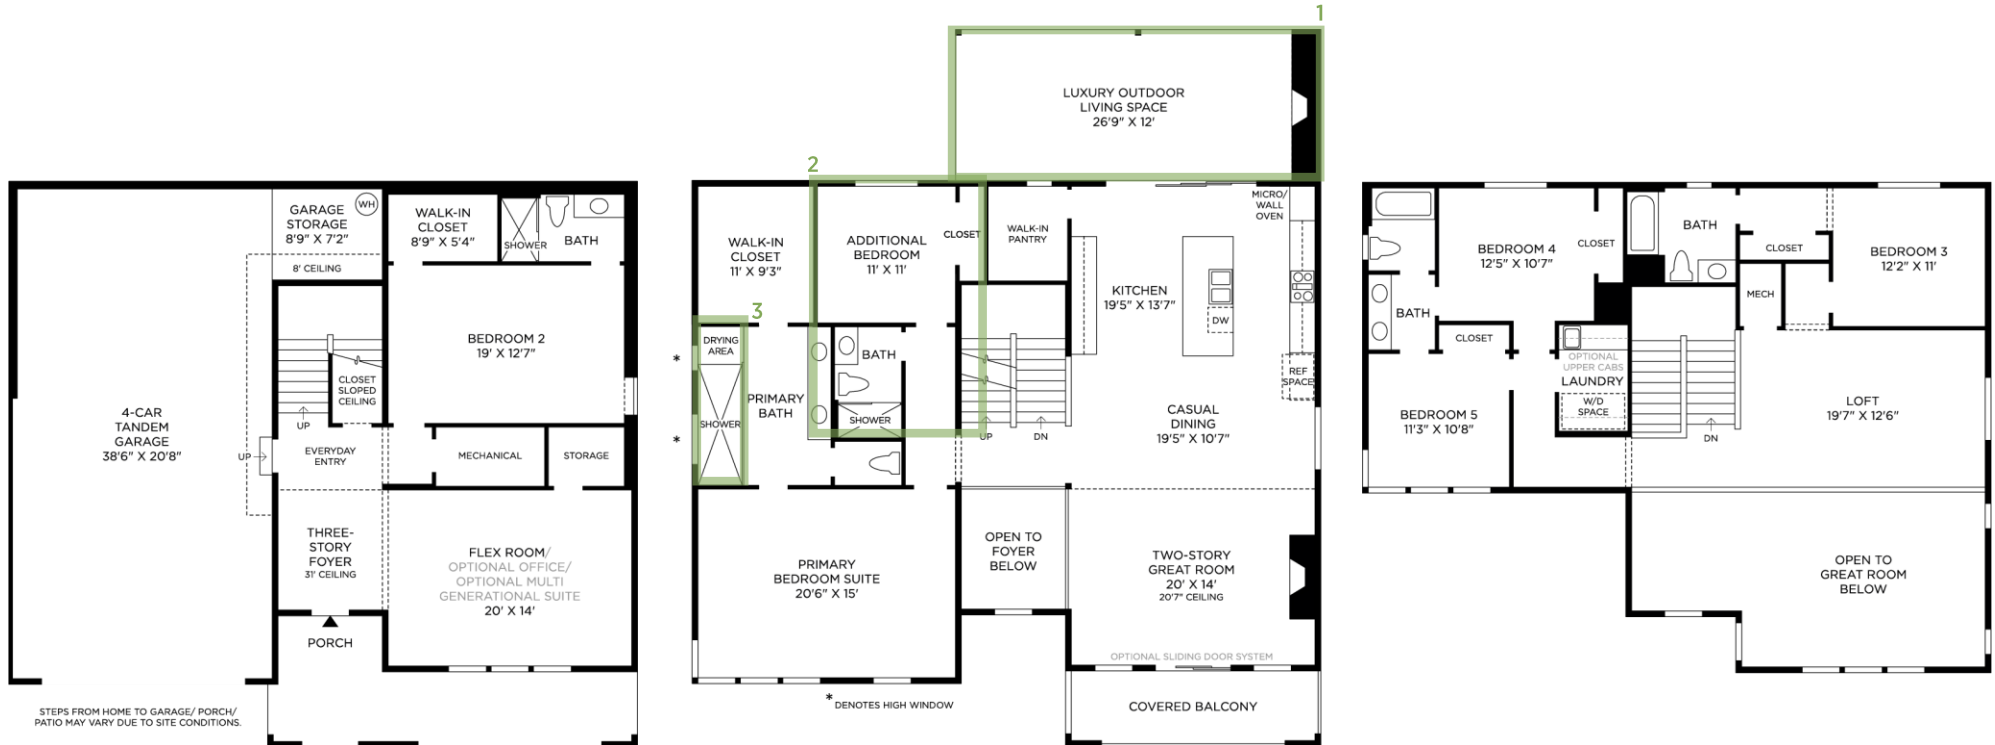 GARAGE
STORAGE
8'9" X 7'2"
WH
8' CEILING
WALK-IN
CLOSET
8'9" X 5'4"
SHOWER
BATH
BEDROOM 2
19' X 12'7"
CLOSET
SLOPED
CEILING
UP
4-CAR
TANDEM
GARAGE
38'6" X 20'8"
UP
EVERYDAY
ENTRY
MECHANICAL
STORAGE
THREE-
STORY
FOYER
31' CEILING
FLEX ROOM/
OPTIONAL OFFICE/
OPTIONAL MULTI
GENERATIONAL SUITE
20' X 14'
PORCH
STEPS FROM HOME TO GARAGE/ PORCH/
PATIO MAY VARY DUE TO SITE CONDITIONS.
1
LUXURY OUTDOOR
LIVING SPACE
26'9" X 12'
2
WALK-IN
CLOSET
11' X 9'3"
ADDITIONAL
BEDROOM
11' X 11'
CLOSET
WALK-IN
PANTRY
MICRO/
WALL
OVEN
KITCHEN
19'5" X 13'7"
DW
REF
SPACE
3
DRYING
AREA
*
*
SHOWER
PRIMARY
BATH
BATH
SHOWER
UP
DN
CASUAL
DINING
19'5" X 10'7"
PRIMARY
BEDROOM SUITE
20'6" X 15'
OPEN TO
FOYER
BELOW
TWO-STORY
GREAT ROOM
20' X 14'
20'7" CEILING
OPTIONAL SLIDING DOOR SYSTEM
* DENOTES HIGH WINDOW
COVERED BALCONY
BEDROOM 4
12'5" X 10'7"
CLOSET
BATH
CLOSET
BEDROOM 3
12'2" X 11'
MECH
BATH
CLOSET
OPTIONAL
UPPER CABS
LAUNDRY
W/D
SPACE
BEDROOM 5
11'3" X 10'8"
DN
LOFT
19'7" X 12'6"
OPEN TO
GREAT ROOM
BELOW